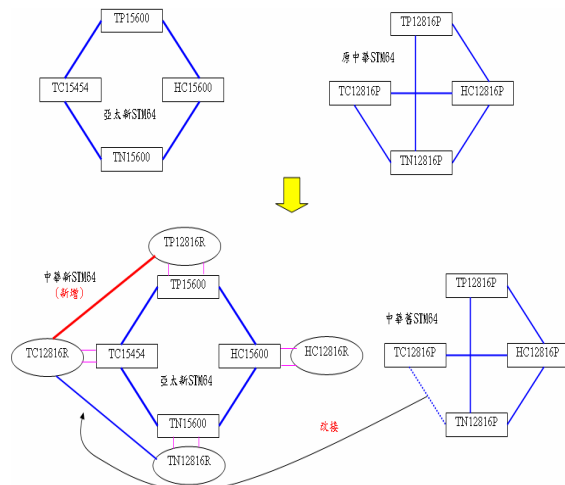 TP15600
TC15454
HC15600
亞太新STM64
TN15600
TP12816P
原中華STM64
TC12816P
HC12816P
TN12816P
TP12816R
中華新STM64
(新增)
TP15600
TC12816R
TC15454
HC15600
HC12816R
亞太新STM64
TN15600
TN12816R
TP12816P
中華舊STM64
TC12816P
HC12816P
TN12816P
改接